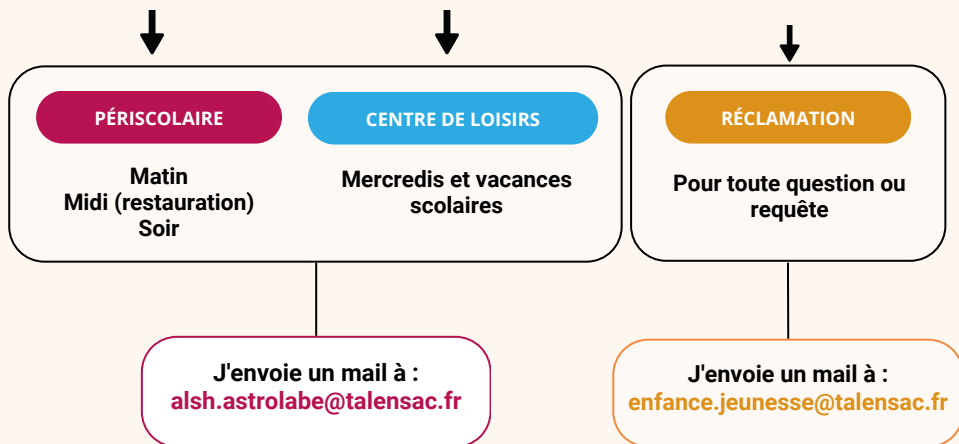 PÉRISCOLAIRE
Matin
Midi (restauration)
Soir
CENTRE DE LOISIRS
Mercredis et vacances
scolaires
RÉCLAMATION
Pour toute question ou
requête
J'envoie un mail à :
alsh.astrolabe@talensac.fr
J'envoie un mail à :
enfance.jeunesse@talensac.fr